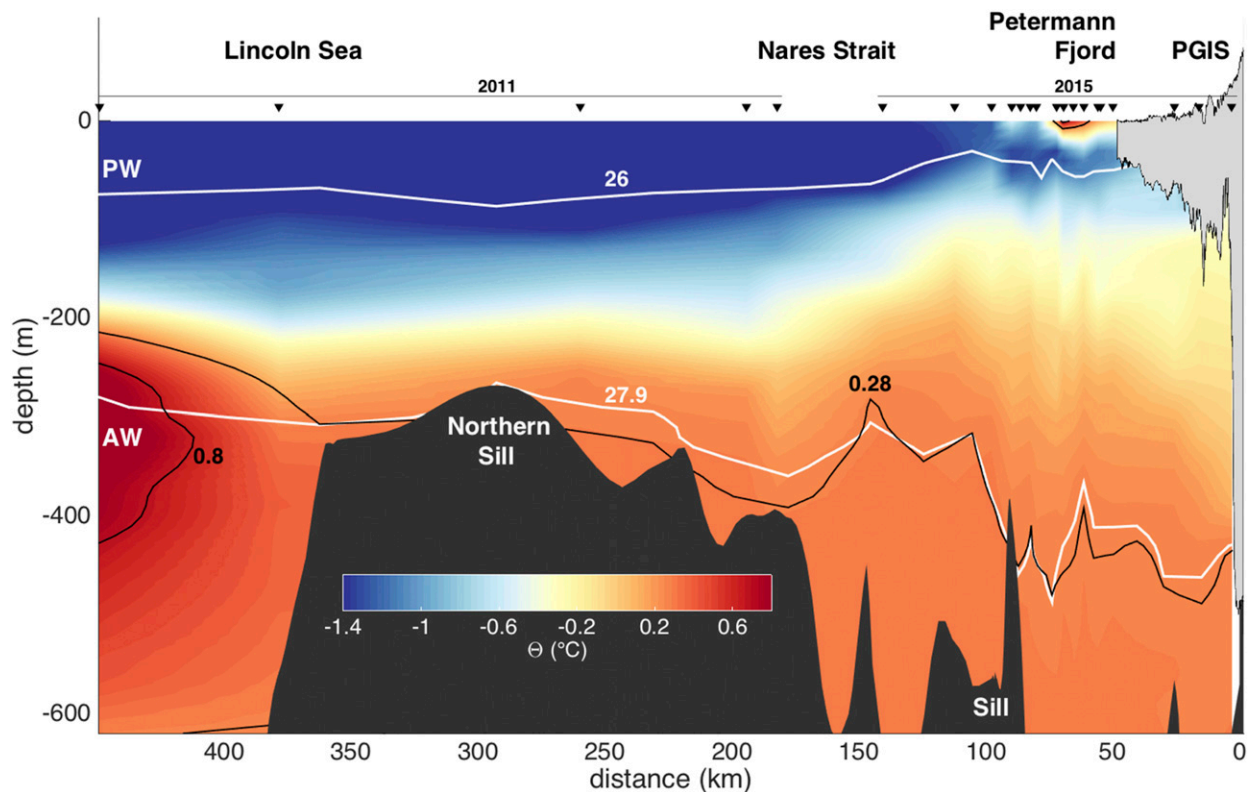 Lincoln Sea
Nares Strait
Petermann
Fjord
PGIS
2011
2015
0
-200
-400
-600
depth (m)
PW
26
AW
0.8
27.9
0.28
Northern
Sill
Sill
-1.4 -1 -0.6 -0.2 0.2 0.6
Θ (°C)
400 350 300 250 200 150 100 50 0
distance (km)